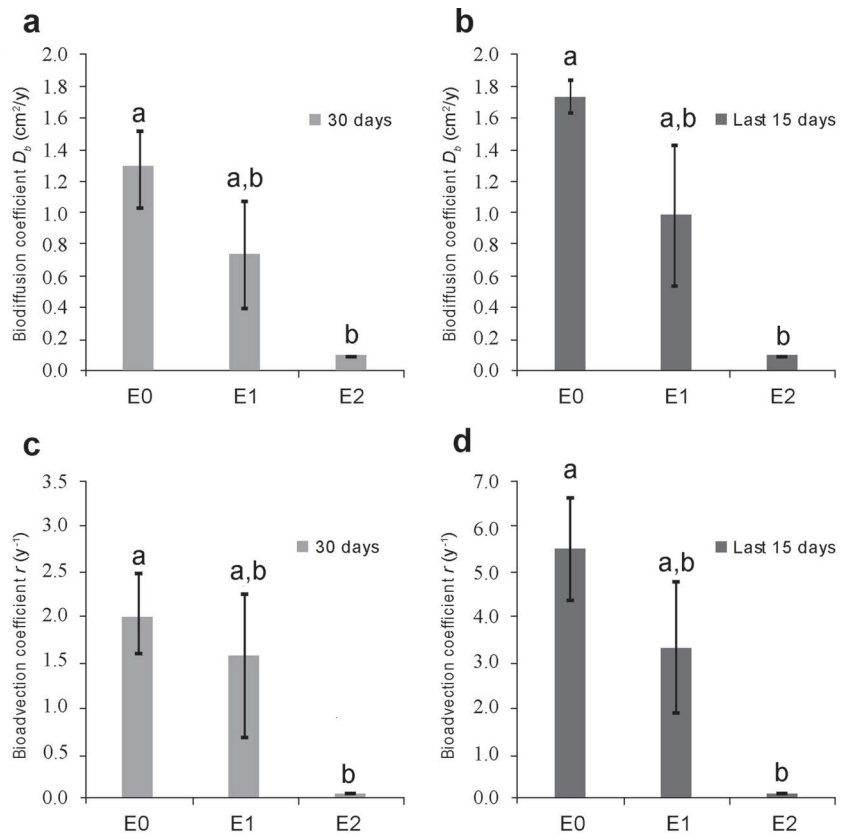 a
Biodiffusion coefficient D_b (cm²/y)
2.0
1.8
1.6
1.4
1.2
1.0
0.8
0.6
0.4
0.2
0.0
a
a,b
b
30 days
E0 E1 E2
b
Biodiffusion coefficient D_b (cm²/y)
2.0
1.8
1.6
1.4
1.2
1.0
0.8
0.6
0.4
0.2
0.0
a
a,b
b
Last 15 days
E0 E1 E2
c
Bioadvection coefficient r (y⁻¹)
3.5
3.0
2.5
2.0
1.5
1.0
0.5
0.0
a
a,b
b
30 days
E0 E1 E2
d
Bioadvection coefficient r (y⁻¹)
7.0
6.0
5.0
4.0
3.0
2.0
1.0
0.0
a
a,b
b
Last 15 days
E0 E1 E2